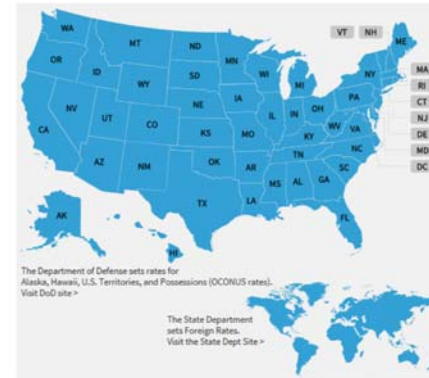 WA
MT
ND
MN
VT
NH
ME
OR
ID
SD
WI
NY
MA
WY
MI
RI
NV
NE
IA
PA
CT
UT
CO
IL
IN
OH
NJ
CA
KS
MO
WV
VA
DE
KY
MD
AZ
NM
OK
AR
TN
NC
DC
SC
MS
AL
GA
TX
LA
FL
AK
HI
The Department of Defense sets rates for
Alaska, Hawaii, U.S. Territories, and Possessions (OCONUS rates).
Visit DoD site >
The State Department
sets Foreign Rates.
Visit the State Dept Site >